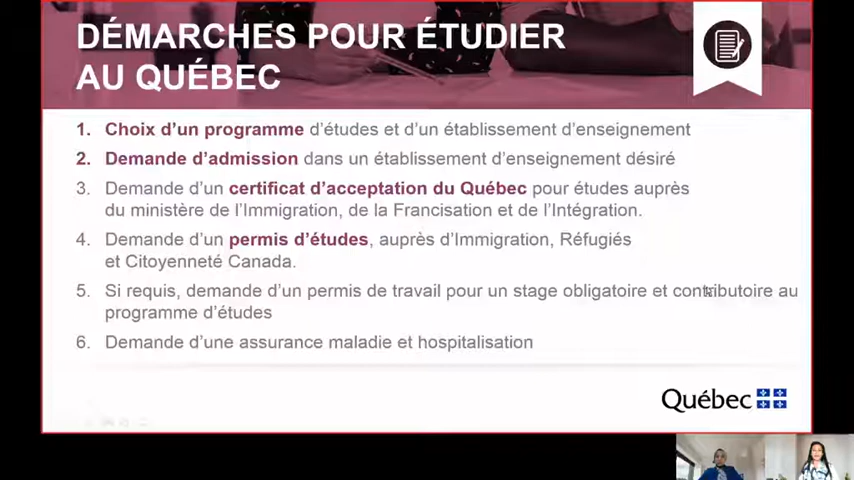 DÉMARCHES POUR ÉTUDIER
AU QUÉBEC
1. Choix d'un programme d'études et d'un établissement d'enseignement
2. Demande d'admission dans un établissement d'enseignement désiré
3. Demande d'un certificat d'acceptation du Québec pour études auprès
du ministère de l'Immigration, de la Francisation et de l'Intégration.
4. Demande d'un permis d'études, auprès d'Immigration, Réfugiés
et Citoyenneté Canada.
5. Si requis, demande d'un permis de travail pour un stage obligatoire et contributoire au
programme d'études
6. Demande d'une assurance maladie et hospitalisation
Québec